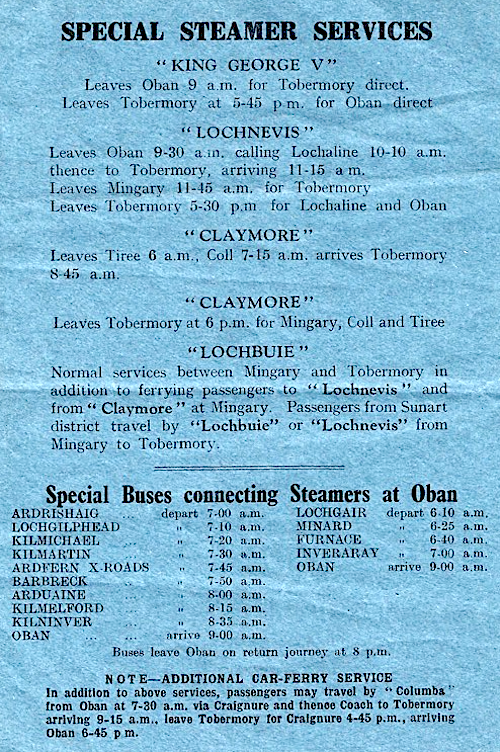 SPECIAL STEAMER SERVICES
"KING GEORGE V"
Leaves Oban 9 a.m. for Tobermory direct.
Leaves Tobermory at 5-45 p m. for Oban direct
"LOCHNEVIS"
Leaves Oban 9-30 a.m. calling Lochaline 10-10 a.m.
thence to Tobermory, arriving 11-15 a m.
Leaves Mingary 11-45 a.m. for Tobermory
Leaves Tobermory 5-30 p.m for Lochaline and Oban
"CLAYMORE"
Leaves Tiree 6 a.m., Coll 7-15 a.m. arrives Tobermory
8-45 a.m.
"CLAYMORE"
Leaves Tobermory at 6 p.m. for Mingary, Coll and Tiree
"LOCHBUIE"
Normal services between Mingary and Tobermory in
addition to ferrying passengers to "Lochnevis" and
from "Claymore" at Mingary. Passengers from Sunart
district travel by "Lochbuie" or "Lochnevis" from
Mingary to Tobermory.
Special Buses connecting Steamers at Oban
ARDRISHAIG ... depart 7-00 a.m.
LOCHGILPHEAD " 7-10 a.m.
KILMICHAEL ... " 7-20 a.m.
KILMARTIN ... " 7-30 a.m.
ARDFERN X-ROADS " 7-45 a.m.
BARBRECK ... " 7-50 a.m.
ARDUAINE ... " 8-00 a.m.
KILMELFORD ... " 8-15 a.m.
KILNINVER ... " 8-35 a.m.
OBAN ... ... arrive 9-00 a.m.
LOCHGAIR depart 6-10 a.m.
MINARD " 6-25 a.m.
FURNACE " 6-40 a.m.
INVERARAY " 7-00 a.m.
OBAN arrive 9-00 a.m.
Buses leave Oban on return journey at 8 p.m.
NOTE—ADDITIONAL CAR-FERRY SERVICE
In addition to above services, passengers may travel by "Columba"
from Oban at 7-30 a.m. via Craignure and thence Coach to Tobermory
arriving 9-15 a.m., leave Tobermory for Craignure 4-45 p.m., arriving
Oban 6-45 p.m.